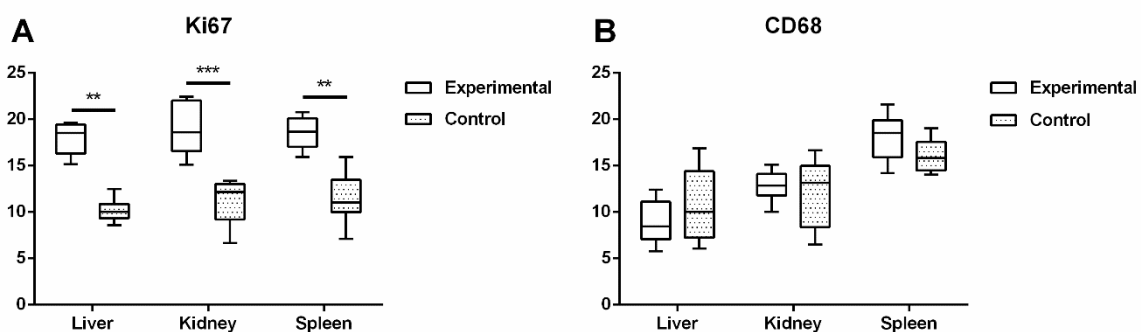 A
Ki67
25
20
15
10
5
0
**
***
**
Liver
Kidney
Spleen
Experimental
Control
B
CD68
25
20
15
10
5
0
Liver
Kidney
Spleen
Experimental
Control